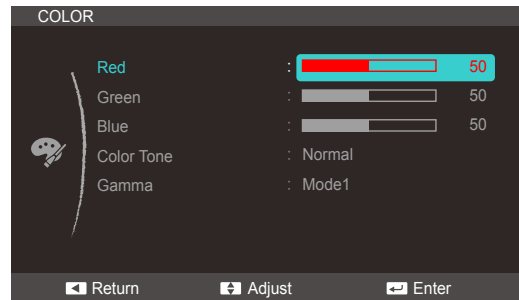 COLOR
Red : 50
Green : 50
Blue : 50
Color Tone : Normal
Gamma : Mode1
Return Adjust Enter